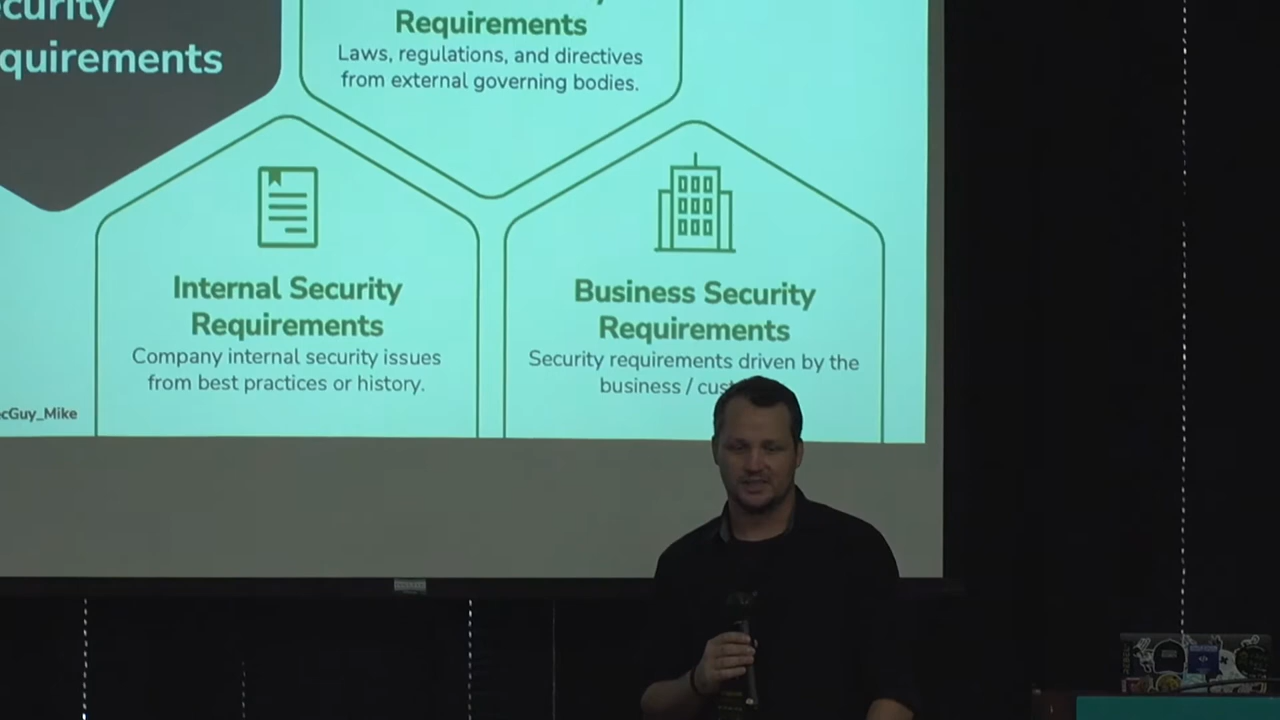 curity
quirements
Requirements
Laws, regulations, and directives
from external governing bodies.
Internal Security
Requirements
Company internal security issues
from best practices or history.
Business Security
Requirements
Security requirements driven by the
business / cus
cGuy_Mike